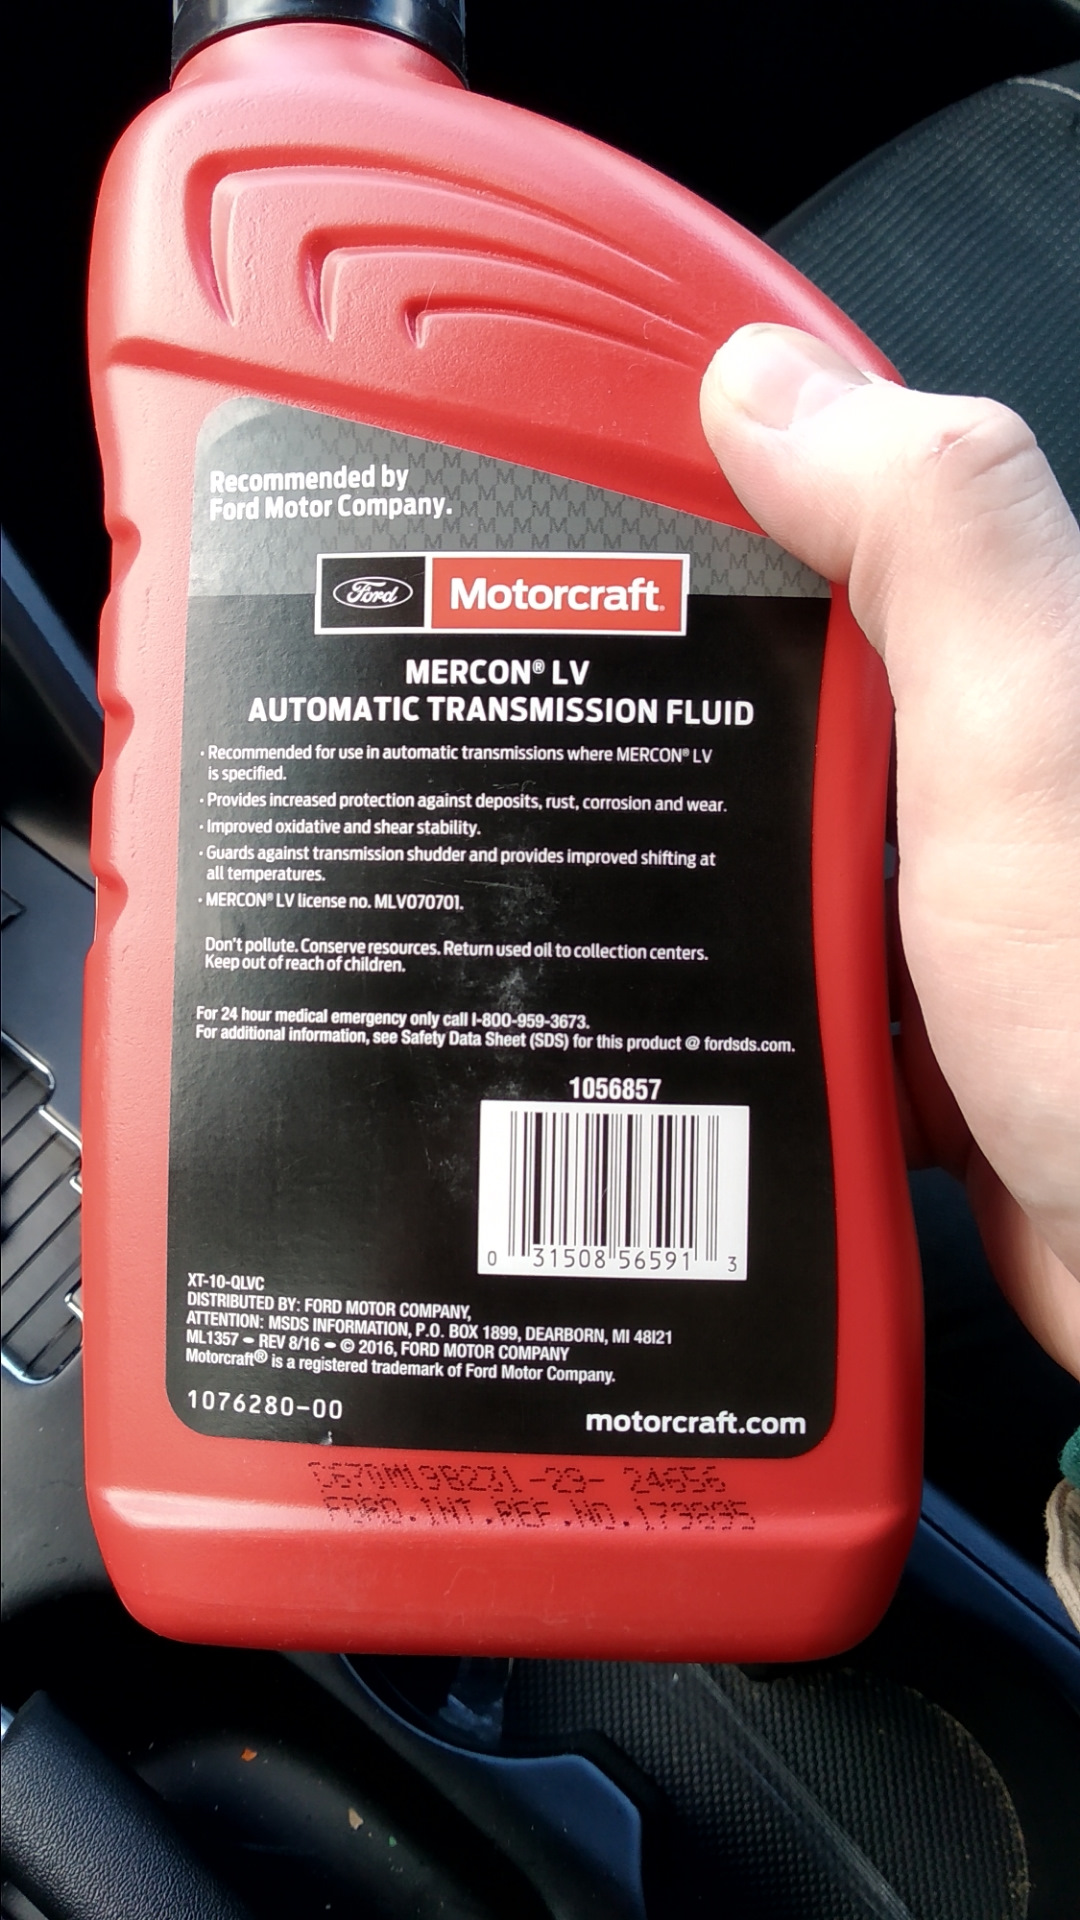 Recommended by
Ford Motor Company.
Ford Motorcraft®
MERCON® LV
AUTOMATIC TRANSMISSION FLUID
· Recommended for use in automatic transmissions where MERCON® LV
is specified.
· Provides increased protection against deposits, rust, corrosion and wear.
· Improved oxidative and shear stability.
· Guards against transmission shudder and provides improved shifting at
all temperatures.
· MERCON® LV license no. MLV070701.
Don't pollute. Conserve resources. Return used oil to collection centers.
Keep out of reach of children.
For 24 hour medical emergency only call 1-800-959-3673.
For additional information, see Safety Data Sheet (SDS) for this product @ fordsds.com.
1056857
0 31508 56591 3
XT-10-QLVC
DISTRIBUTED BY: FORD MOTOR COMPANY,
ATTENTION: MSDS INFORMATION, P.O. BOX 1899, DEARBORN, MI 48121
ML1357 • REV 8/16 • © 2016, FORD MOTOR COMPANY
Motorcraft® is a registered trademark of Ford Motor Company.
1076280-00
motorcraft.com
-23- 24656
FORD.INT.REF.NO.